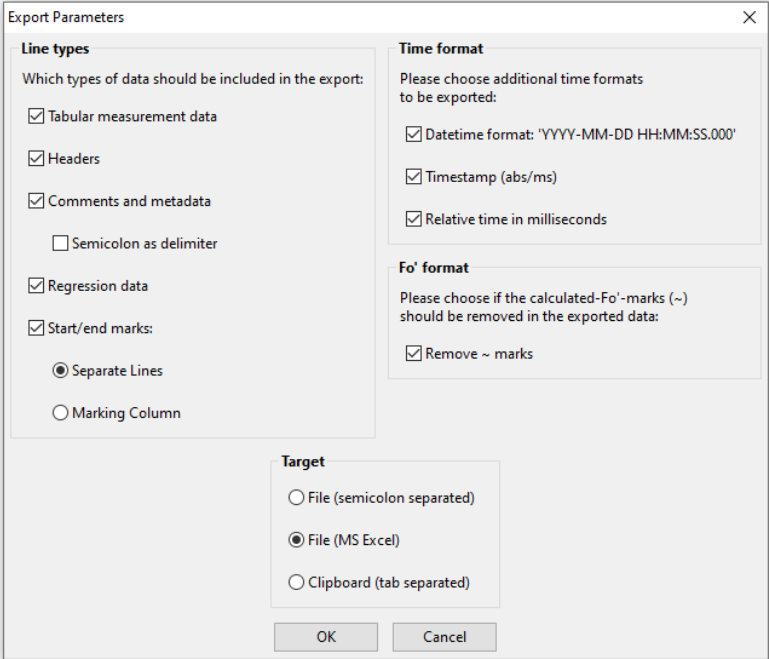 Export Parameters
Line types
Which types of data should be included in the export:
Tabular measurement data
Headers
Comments and metadata
Semicolon as delimiter
Regression data
Start/end marks:
Separate Lines
Marking Column
Time format
Please choose additional time formats
to be exported:
Datetime format: 'YYYY-MM-DD HH:MM:SS.000'
Timestamp (abs/ms)
Relative time in milliseconds
Fo' format
Please choose if the calculated-Fo'-marks (~)
should be removed in the exported data:
Remove ~ marks
Target
File (semicolon separated)
File (MS Excel)
Clipboard (tab separated)
OK
Cancel